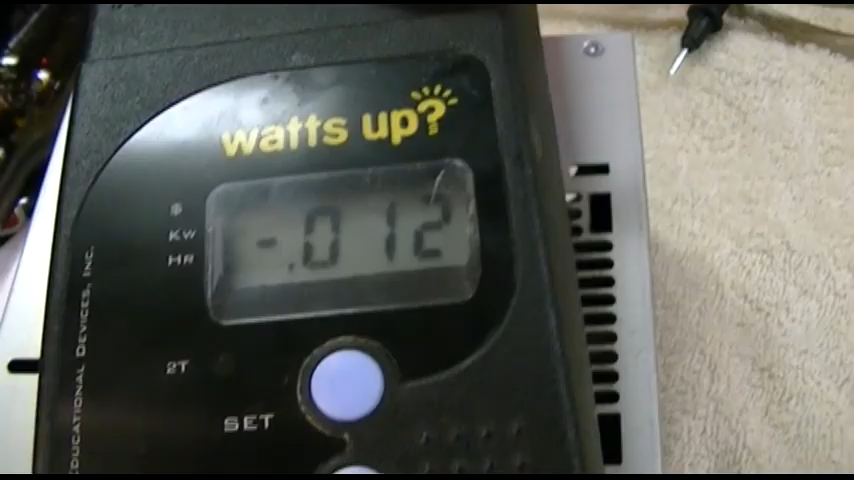 watts up?
$
KW
HR
-.012
2T
SET
EDUCATIONAL DEVICES, INC.